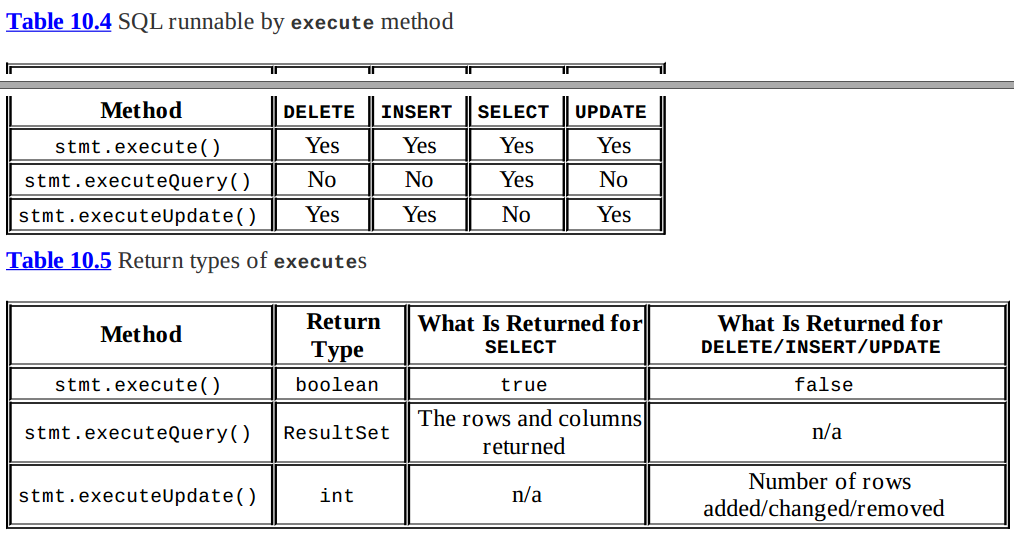 Table 10.4 SQL runnable by execute method
Method DELETE INSERT SELECT UPDATE
stmt.execute() Yes Yes Yes Yes
stmt.executeQuery() No No Yes No
stmt.executeUpdate() Yes Yes No Yes
Table 10.5 Return types of executes
Method Return Type What Is Returned for SELECT What Is Returned for DELETE/INSERT/UPDATE
stmt.execute() boolean true false
stmt.executeQuery() ResultSet The rows and columns returned n/a
stmt.executeUpdate() int n/a Number of rows added/changed/removed